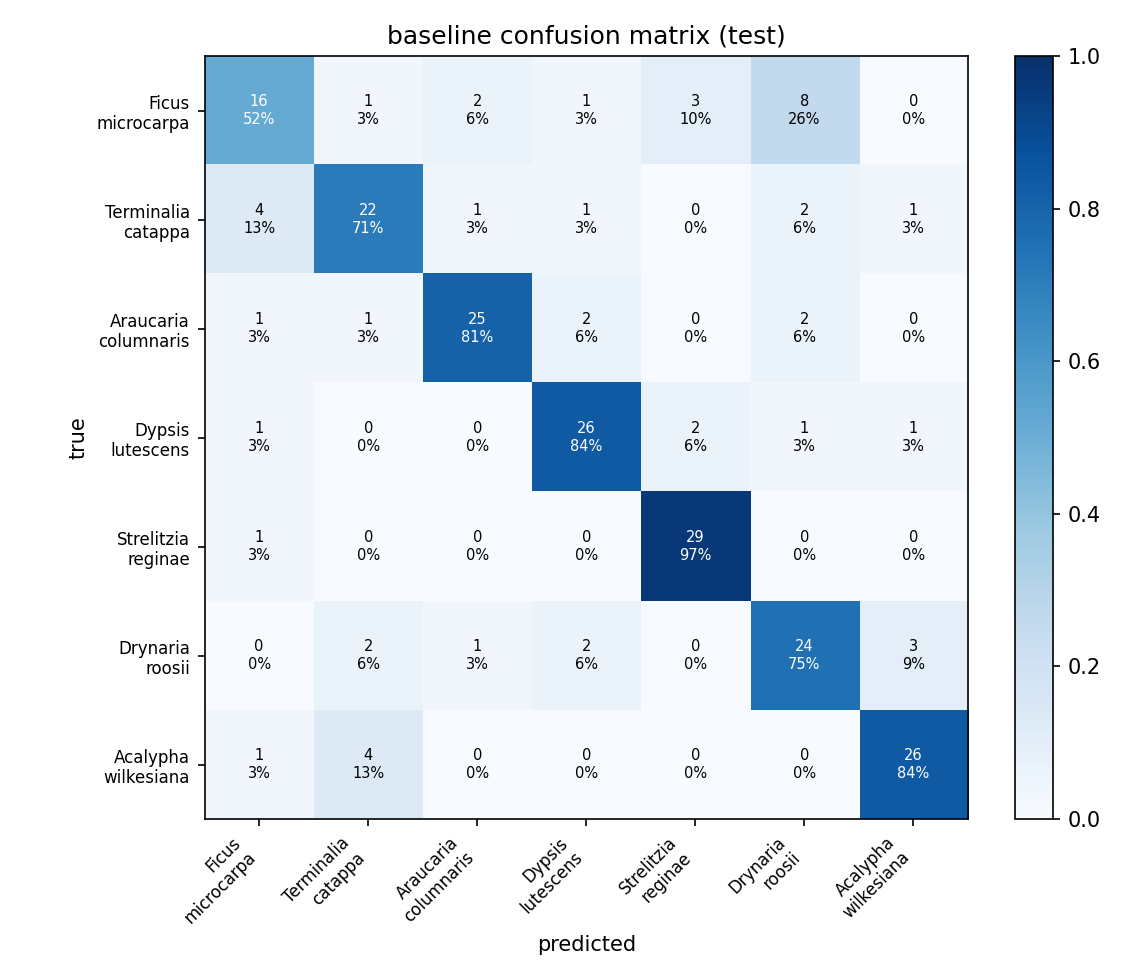 baseline confusion matrix (test)
Ficus
microcarpa
16 1 2 1 3 8 0
52% 3% 6% 3% 10% 26% 0%
Terminalia
catappa
4 22 1 1 0 2 1
13% 71% 3% 3% 0% 6% 3%
Araucaria
columnaris
1 1 25 2 0 2 0
3% 3% 81% 6% 0% 6% 0%
Dypsis
lutescens
1 0 0 26 2 1 1
3% 0% 0% 84% 6% 3% 3%
Strelitzia
reginae
1 0 0 0 29 0 0
3% 0% 0% 0% 97% 0% 0%
Drynaria
roosii
0 2 1 2 0 24 3
0% 6% 3% 6% 0% 75% 9%
Acalypha
wilkesiana
1 4 0 0 0 0 26
3% 13% 0% 0% 0% 0% 84%
true
Ficus
microcarpa
Terminalia
catappa
Araucaria
columnaris
Dypsis
lutescens
Strelitzia
reginae
Drynaria
roosii
Acalypha
wilkesiana
predicted
1.0
0.8
0.6
0.4
0.2
0.0